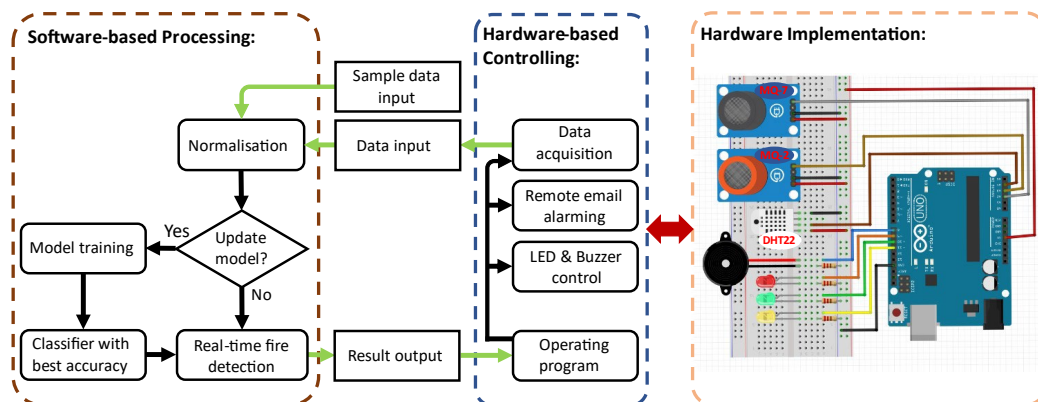 Software-based Processing:
Sample data
input
Normalisation
Data input
Yes
Update
model?
Model training
No
Classifier with
best accuracy
Real-time fire
detection
Result output
Hardware-based
Controlling:
Data
acquisition
Remote email
alarming
LED & Buzzer
control
Operating
program
Hardware Implementation:
MQ-7
MQ-2
DHT22
UNO